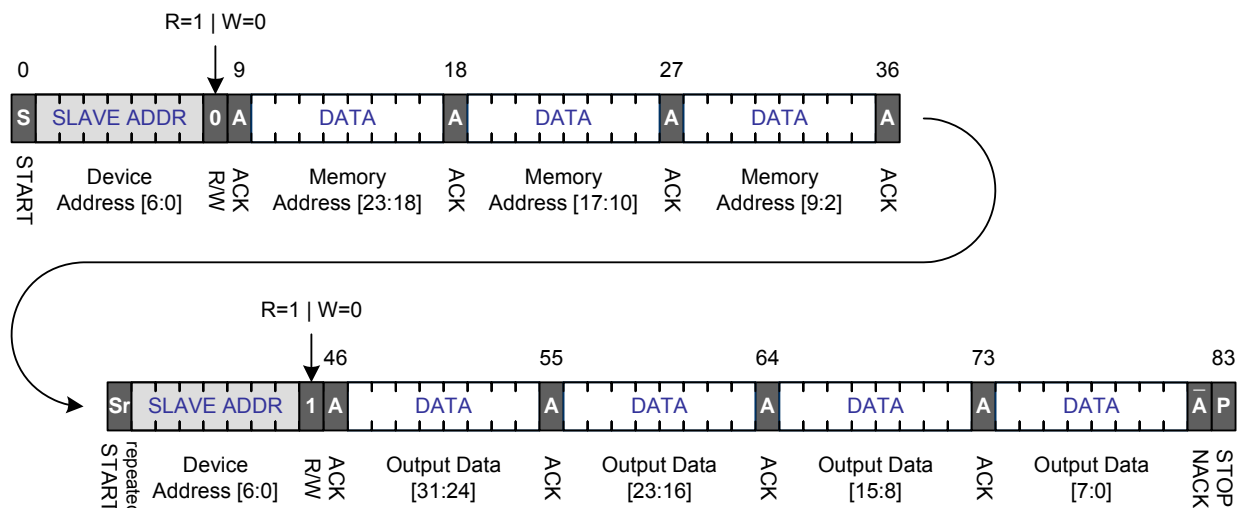 R=1 | W=0
0 9 18 27 36
S SLAVE ADDR 0 A DATA A DATA A DATA A
START Device Address [6:0] R/W ACK Memory Address [23:18] ACK Memory Address [17:10] ACK Memory Address [9:2] ACK
R=1 | W=0
46 55 64 73 83
Sr SLAVE ADDR 1 A DATA A DATA A DATA A DATA A̅ P
repeated START Device Address [6:0] R/W ACK Output Data [31:24] ACK Output Data [23:16] ACK Output Data [15:8] ACK Output Data [7:0] NACK STOP